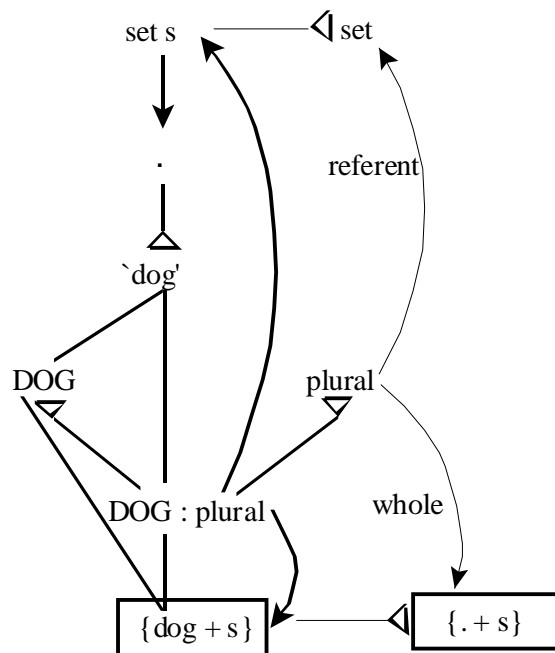 set s
set
.
referent
`dog'
DOG
plural
DOG : plural
whole
{dog + s}
{. + s}